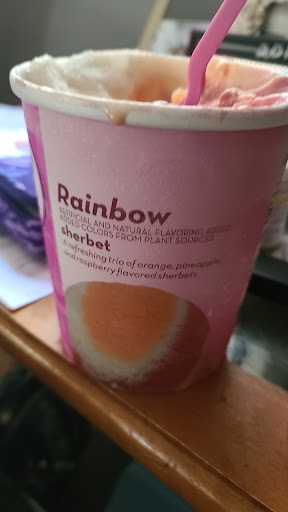 Rainbow
ARTIFICIAL AND NATURAL FLAVORING ADDED
ADDED COLORS FROM PLANT SOURCES
sherbet
A refreshing trio of orange, pineapple,
and raspberry flavored sherbets.